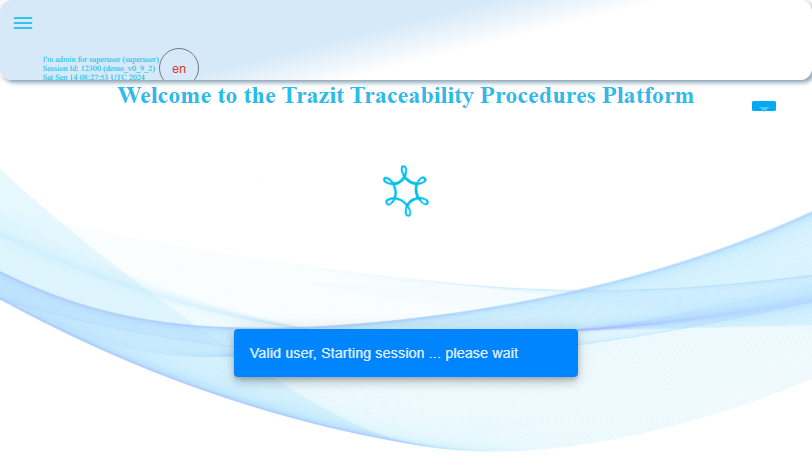 I'm admin for superuser (superuser)
Session Id: 12300 (demo_v0_9_2)
Sat Sep 14 08:27:53 UTC 2024
en
Welcome to the Trazit Traceability Procedures Platform
Valid user, Starting session ... please wait